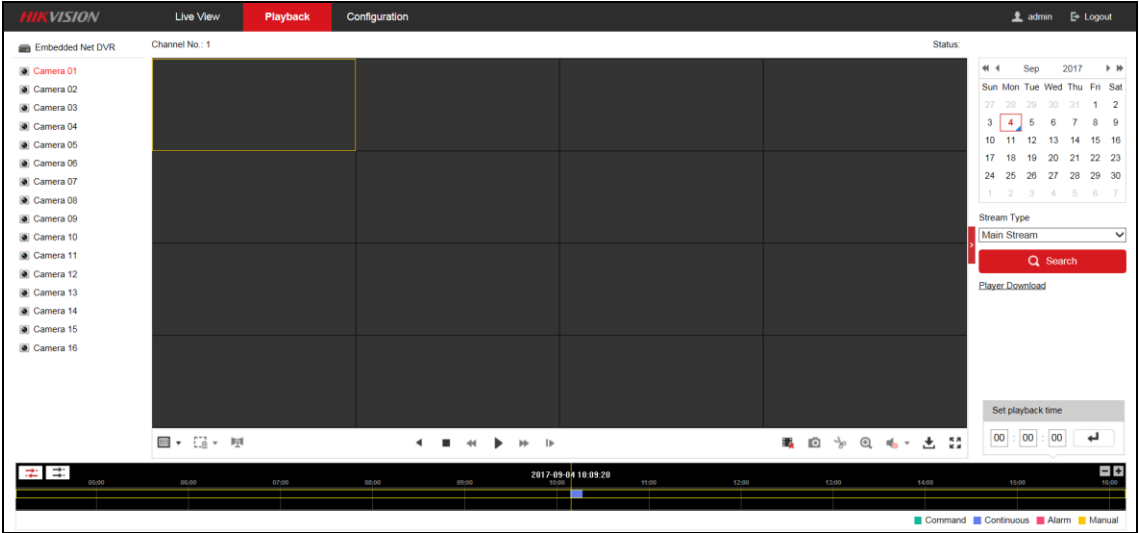 HIKVISION Live View Playback Configuration admin Logout
Embedded Net DVR
Channel No.: 1 Status:
Camera 01
Camera 02
Camera 03
Camera 04
Camera 05
Camera 06
Camera 07
Camera 08
Camera 09
Camera 10
Camera 11
Camera 12
Camera 13
Camera 14
Camera 15
Camera 16
Sep 2017
Sun Mon Tue Wed Thu Fri Sat
27 28 29 30 31 1 2
3 4 5 6 7 8 9
10 11 12 13 14 15 16
17 18 19 20 21 22 23
24 25 26 27 28 29 30
1 2 3 4 5 6 7
Stream Type
Main Stream
Search
Player Download
Set playback time
00 : 00 : 00
2017-09-04 10:09:20
05:00 06:00 07:00 08:00 09:00 10:00 11:00 12:00 13:00 14:00 15:00 16:00
Command Continuous Alarm Manual